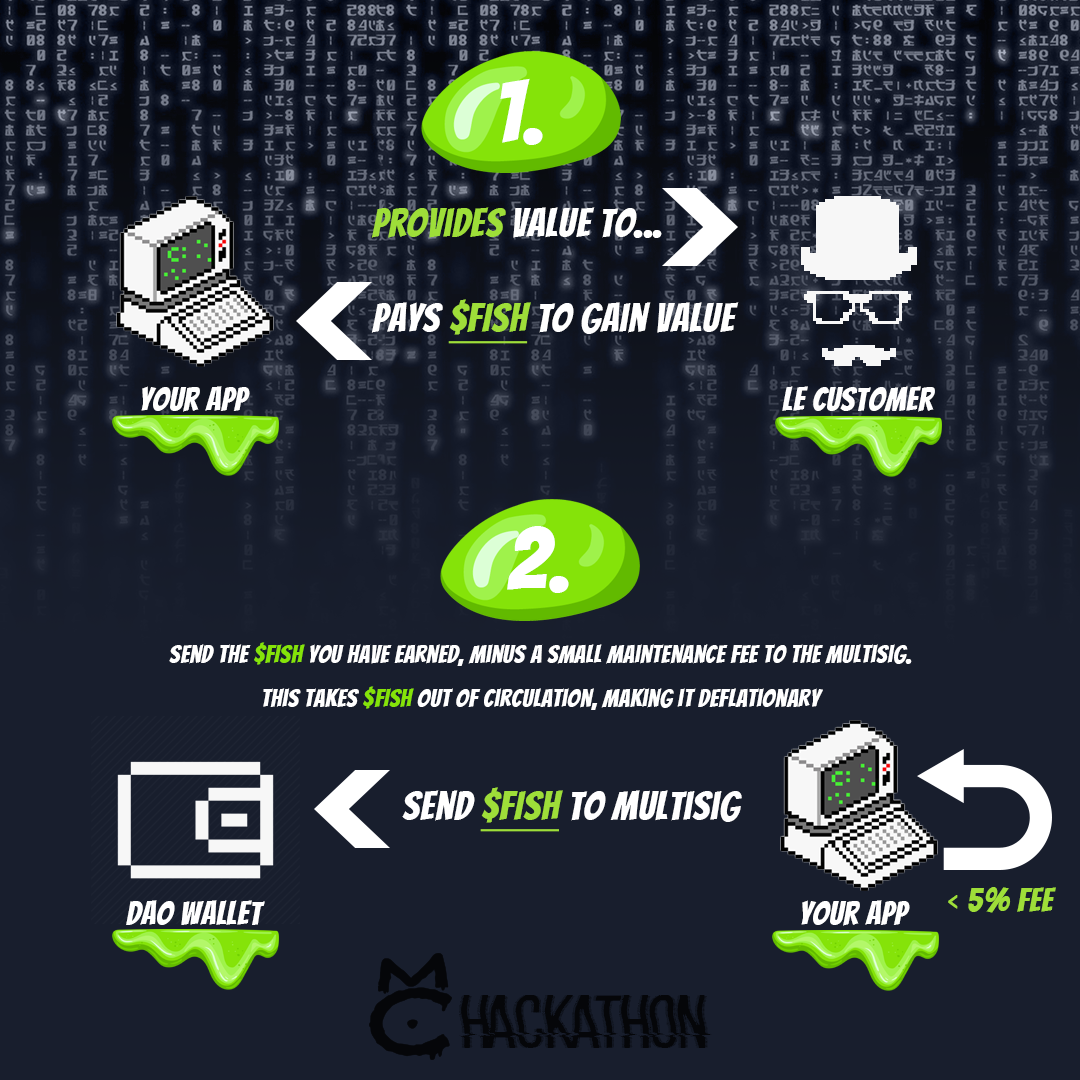 1.
PROVIDES VALUE TO...
PAYS $FISH TO GAIN VALUE
YOUR APP
LE CUSTOMER
2.
SEND THE $FISH YOU HAVE EARNED, MINUS A SMALL MAINTENANCE FEE TO THE MULTISIG.
THIS TAKES $FISH OUT OF CIRCULATION, MAKING IT DEFLATIONARY
SEND $FISH TO MULTISIG
< 5% FEE
DAO WALLET
YOUR APP
HACKATHON